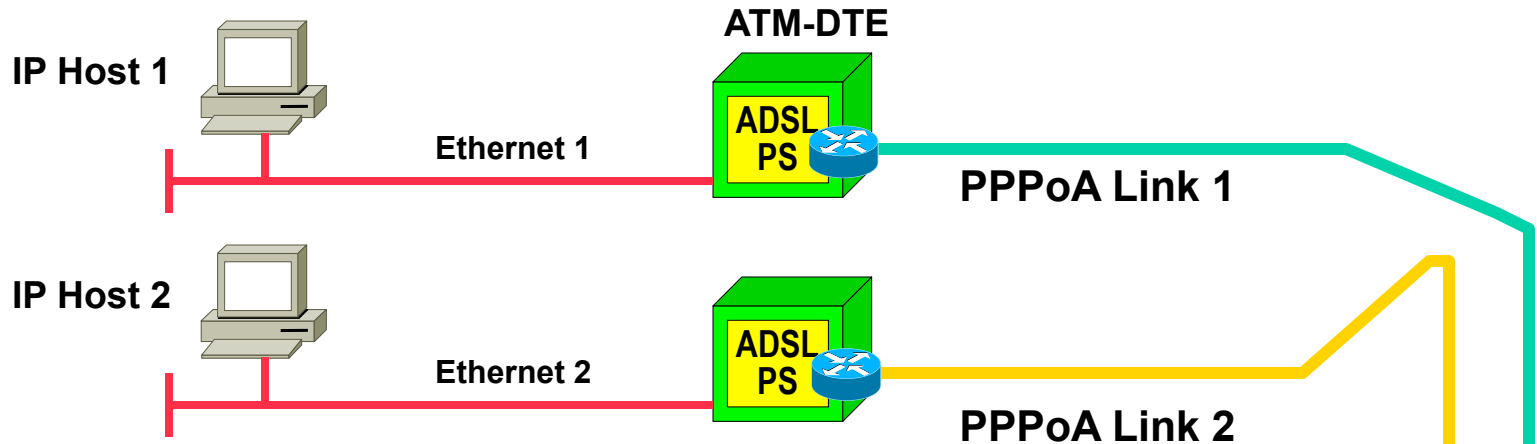 ATM-DTE
IP Host 1
ADSL
PS
Ethernet 1
PPPoA Link 1
IP Host 2
ADSL
PS
Ethernet 2
PPPoA Link 2